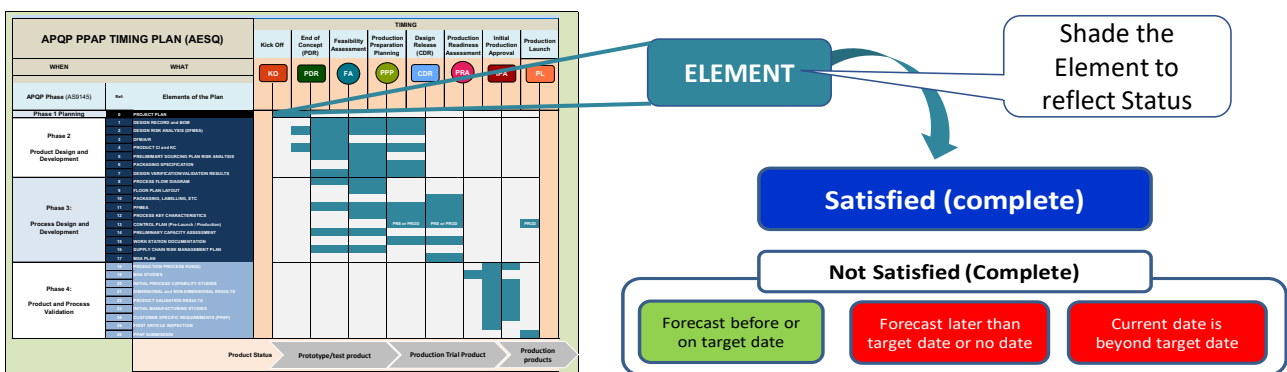 APQP PPAP TIMING PLAN (AESQ)
TIMING
Kick Off
End of
Concept
(PDR)
Feasibility
Assessment
Production
Preparation
Planning
Design
Release
(CDR)
Production
Readiness
Assessment
Initial
Production
Approval
Production
Launch
WHEN
WHAT
KO
PDR
FA
PPP
CDR
PRA
IPA
PL
APQP Phase (AS9145)
Ref:
Elements of the Plan
Phase 1 Planning
0 PROJECT PLAN
Phase 2
Product Design and
Development
1 DESIGN RECORD and BOM
2 DESIGN RISK ANALYSIS (DFMEA)
3 DFMA/R
4 PRODUCT CI and KC
5 PRELIMINARY SOURCING PLAN RISK ANALYSIS
6 PACKAGING SPECIFICATION
7 DESIGN VERIFICATION/VALIDATION RESULTS
Phase 3:
Process Design and
Development
8 PROCESS FLOW DIAGRAM
9 FLOOR PLAN LAYOUT
10 PACKAGING, LABELLING, ETC
11 PFMEA
12 PROCESS KEY CHARACTERISTICS
13 CONTROL PLAN (Pre-Launch / Production)
PRE or PROD
PRE or PROD
PROD
14 PRELIMINARY CAPACITY ASSESSMENT
15 WORK STATION DOCUMENTATION
16 SUPPLY CHAIN RISK MANAGEMENT PLAN
17 MSA PLAN
Phase 4:
Product and Process
Validation
18 PRODUCTION PROCESS RUN(S)
19 MSA STUDIES
20 INITIAL PROCESS CAPABILITY STUDIES
21 DIMENSIONAL and NON-DIMENSIONAL RESULTS
22 PRODUCT VALIDATION RESULTS
23 INITIAL MANUFACTURING STUDIES
24 CUSTOMER SPECIFIC REQUIREMENTS (PPAP)
25 FIRST ARTICLE INSPECTION
PPAP SUBMISSION
Product Status
Prototype/test product
Production Trial Product
Production
products
ELEMENT
Shade the
Element to
reflect Status
Satisfied (complete)
Not Satisfied (Complete)
Forecast before or
on target date
Forecast later than
target date or no date
Current date is
beyond target date